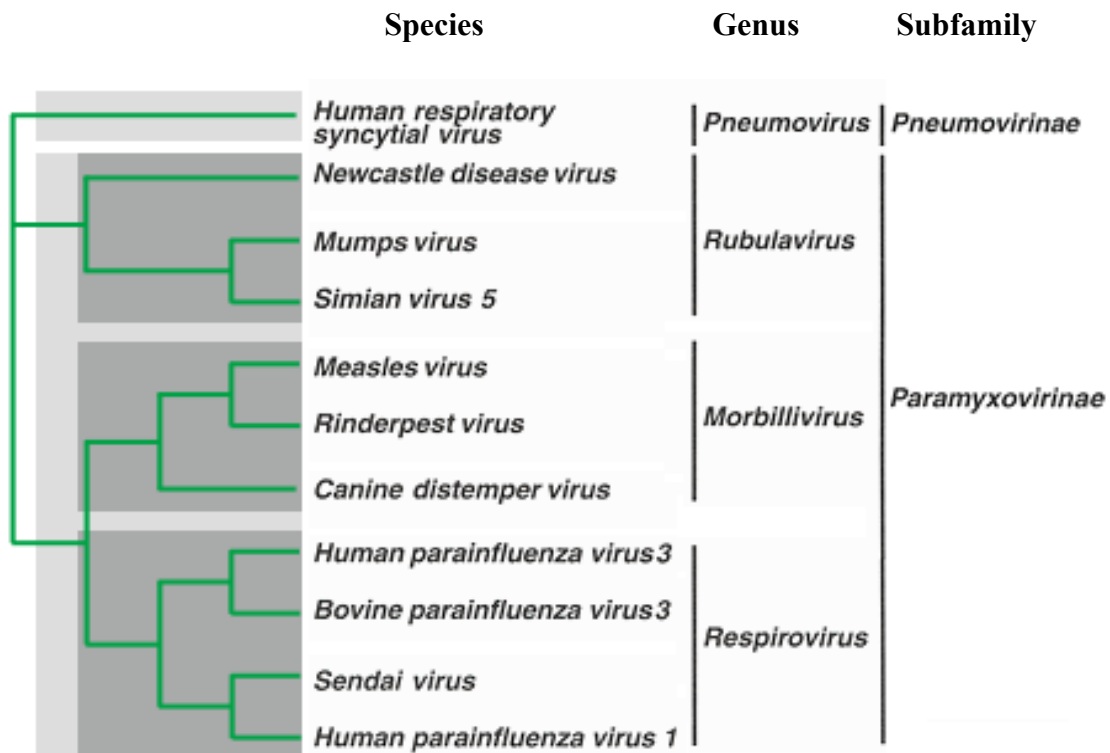 Species Genus Subfamily
Human respiratory
syncytial virus
Pneumovirus Pneumovirinae
Newcastle disease virus
Mumps virus
Rubulavirus
Simian virus 5
Measles virus
Rinderpest virus
Morbillivirus
Paramyxovirinae
Canine distemper virus
Human parainfluenza virus 3
Bovine parainfluenza virus 3
Respirovirus
Sendai virus
Human parainfluenza virus 1